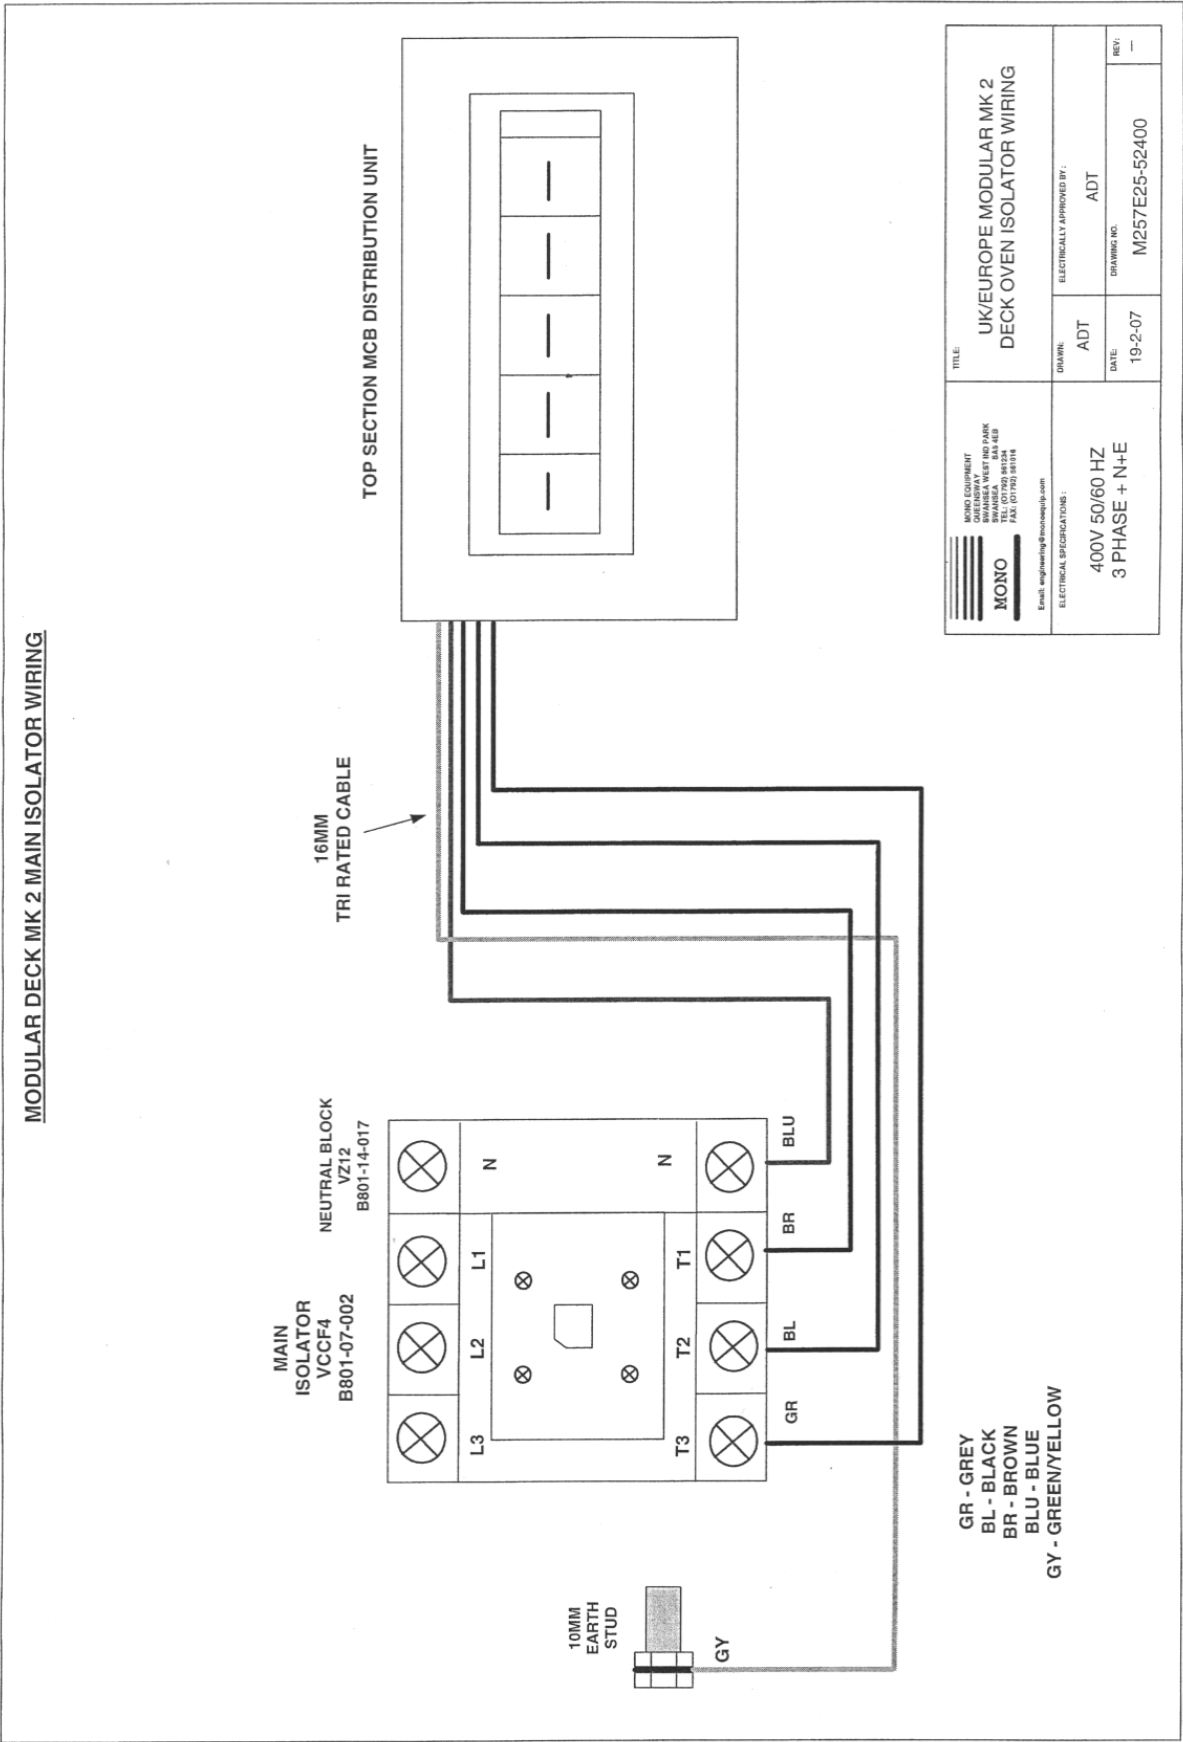 MODULAR DECK MK 2 MAIN ISOLATOR WIRING
MAIN
ISOLATOR
VCCF4
B801-07-002
NEUTRAL BLOCK
VZ12
B801-14-017
16MM
TRI RATED CABLE
TOP SECTION MCB DISTRIBUTION UNIT
10MM
EARTH
STUD
GY
L3
L2
L1
N
T3
T2
T1
N
GR
BL
BR
BLU
GR - GREY
BL - BLACK
BR - BROWN
BLU - BLUE
GY - GREEN/YELLOW
MONO
MONO EQUIPMENT
QUEENSWAY
SWANSEA WEST IND PARK
SWANSEA SA5 4EB
TEL: (O1792) 561234
FAX: (O1792) 561016
Email: engineering@monoequip.com
TITLE:
UK/EUROPE MODULAR MK 2
DECK OVEN ISOLATOR WIRING
ELECTRICAL SPECIFICATIONS :
400V 50/60 HZ
3 PHASE + N+E
DRAWN:
ADT
ELECTRICALLY APPROVED BY :
ADT
DATE:
19-2-07
DRAWING NO.
M257E25-52400
REV:
—